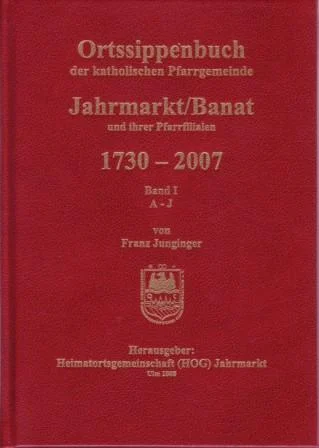 Ortssippenbuch
der katholischen Pfarrgemeinde
Jahrmarkt/Banat
und ihrer Pfarrfilialen
1730 – 2007
Band I
A - J
von
Franz Junginger
Herausgeber:
Heimatortsgemeinschaft (HOG) Jahrmarkt
Ulm 2008